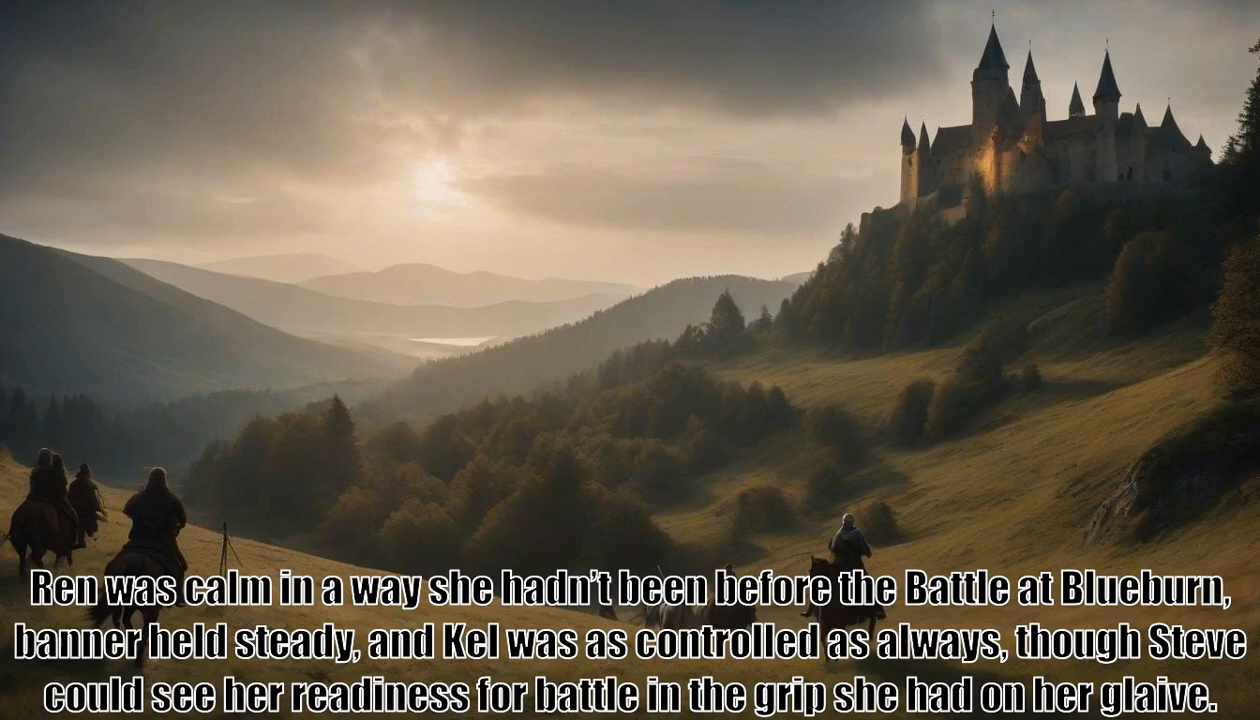 Ren was calm in a way she hadn't been before the Battle at Blueburn,
banner held steady, and Kel was as controlled as always, though Steve
could see her readiness for battle in the grip she had on her glaive.